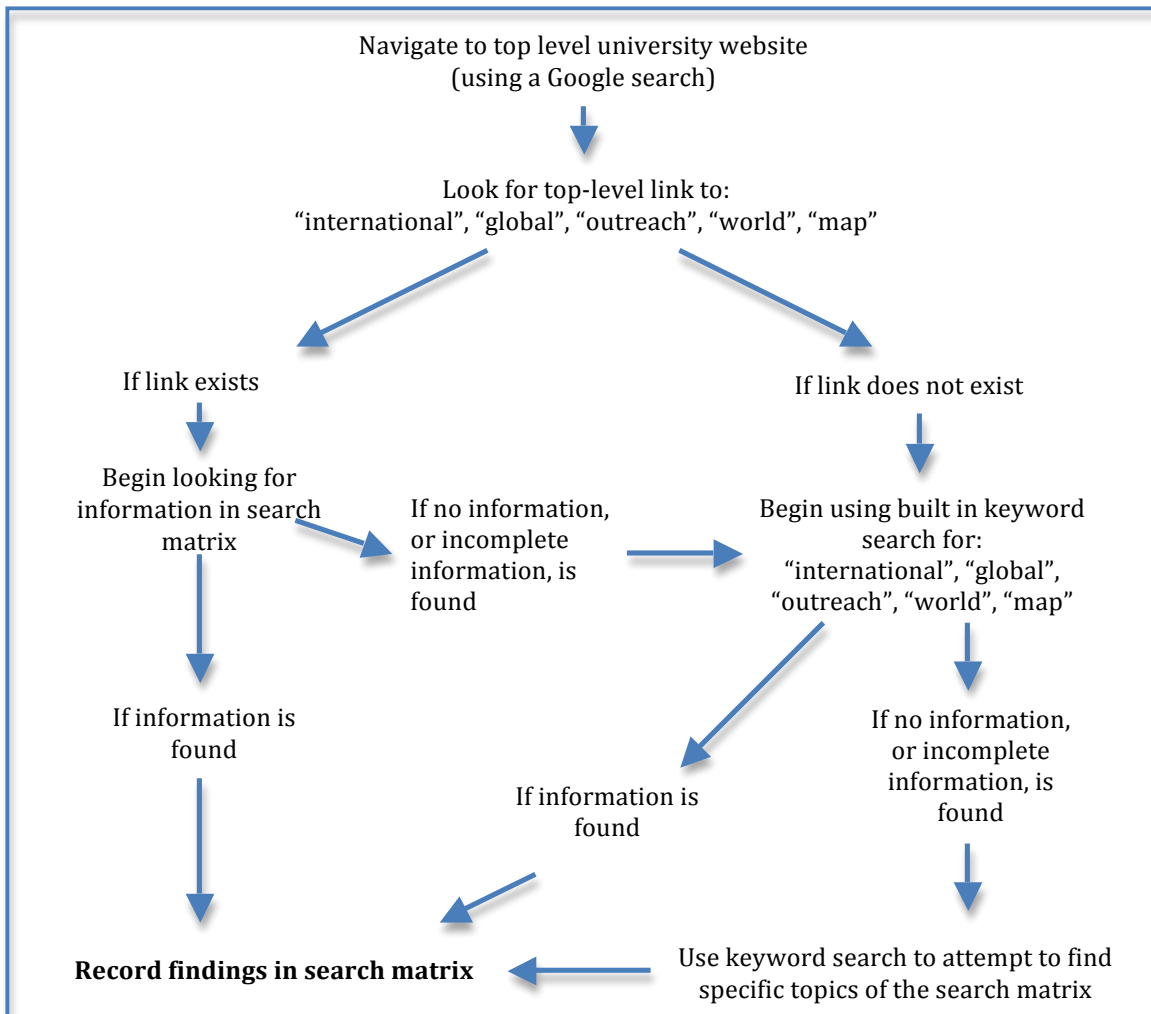 Navigate to top level university website
(using a Google search)
Look for top-level link to:
“international”, “global”, “outreach”, “world”, “map”
If link exists
If link does not exist
Begin looking for
information in search
matrix
If no information,
or incomplete
information, is
found
Begin using built in keyword
search for:
“international”, “global”,
“outreach”, “world”, “map”
If information is
found
If information is
found
If no information,
or incomplete
information, is
found
Record findings in search matrix
Use keyword search to attempt to find
specific topics of the search matrix